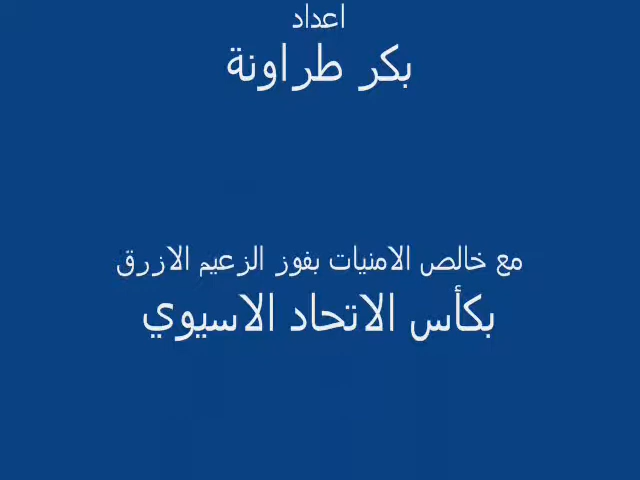 اعداد
بكر طراونة
مع خالص الامنيات بفوز الزعيم الازرق
بكأس الاتحاد الاسيوي